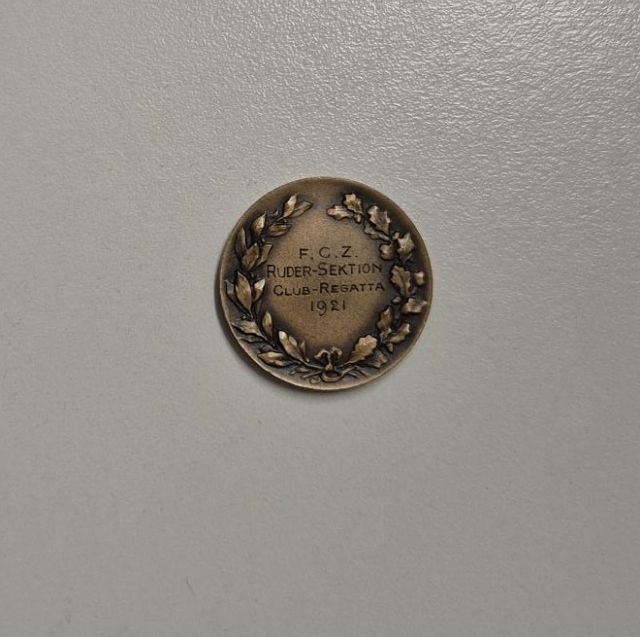 F. C. Z.
RUDER-SEKTION
CLUB-REGATTA
1921